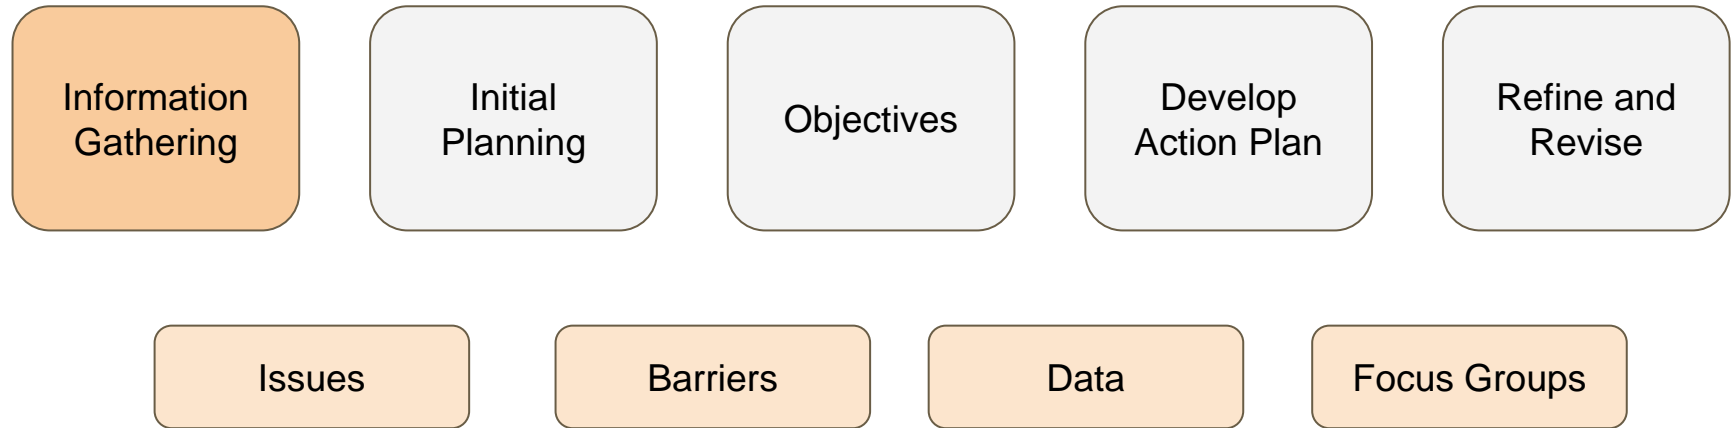 Information
Gathering
Initial
Planning
Objectives
Develop
Action Plan
Refine and
Revise
Issues
Barriers
Data
Focus Groups